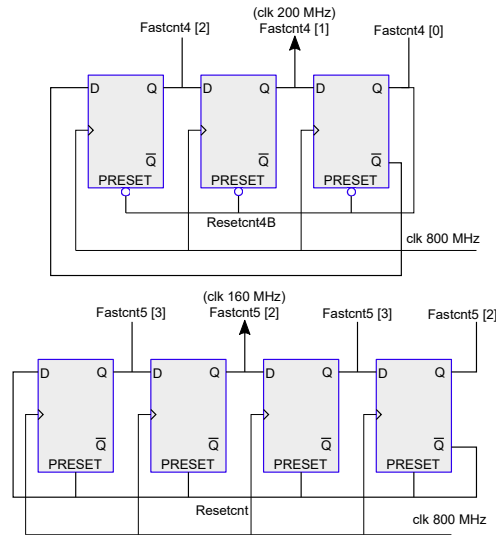 (clk 200 MHz)
Fastcnt4 [2] Fastcnt4 [1] Fastcnt4 [0]
D Q D Q D Q
Q Q Q
PRESET PRESET PRESET
Resetcnt4B
clk 800 MHz
(clk 160 MHz)
Fastcnt5 [3] Fastcnt5 [2] Fastcnt5 [3] Fastcnt5 [2]
D Q D Q D Q D Q
Q Q Q Q
PRESET PRESET PRESET PRESET
Resetcnt
clk 800 MHz